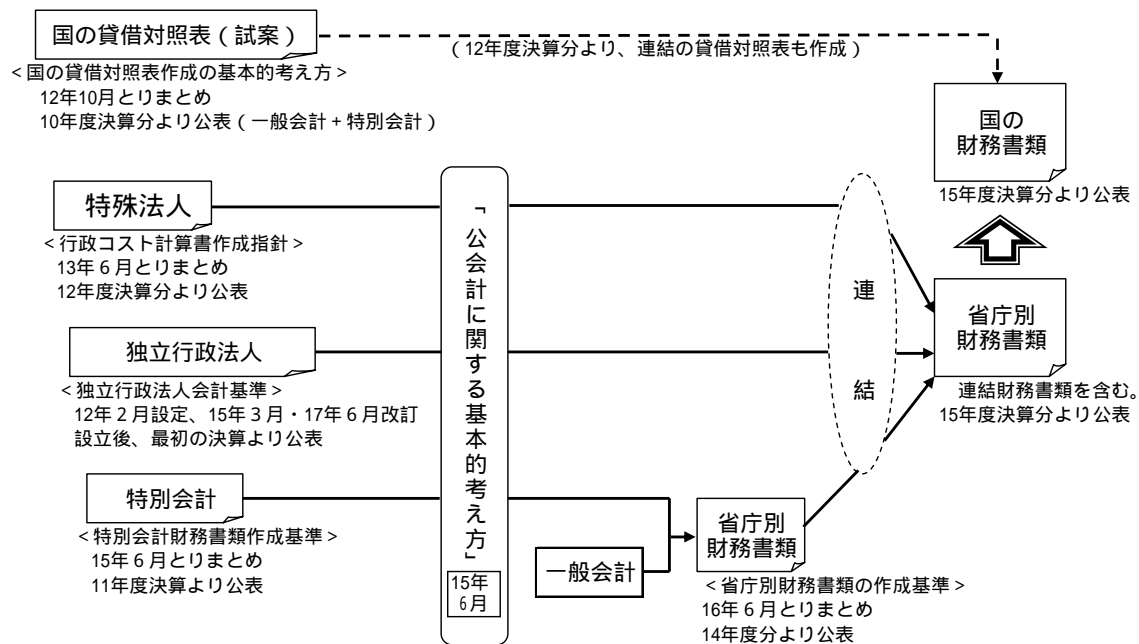 国の貸借対照表（試案）
（12年度決算分より、連結の貸借対照表も作成）
＜国の貸借対照表作成の基本的考え方＞
12年10月とりまとめ
10年度決算分より公表（一般会計＋特別会計）
国の
財務書類
15年度決算分より公表
特殊法人
＜行政コスト計算書作成指針＞
13年６月とりまとめ
12年度決算分より公表
「公会計に関する基本的考え方」
15年
6月
連結
省庁別
財務書類
連結財務書類を含む。
15年度決算分より公表
独立行政法人
＜独立行政法人会計基準＞
12年２月設定、15年３月・17年６月改訂
設立後、最初の決算より公表
特別会計
＜特別会計財務書類作成基準＞
15年６月とりまとめ
11年度決算より公表
一般会計
省庁別
財務書類
＜省庁別財務書類の作成基準＞
16年６月とりまとめ
14年度分より公表